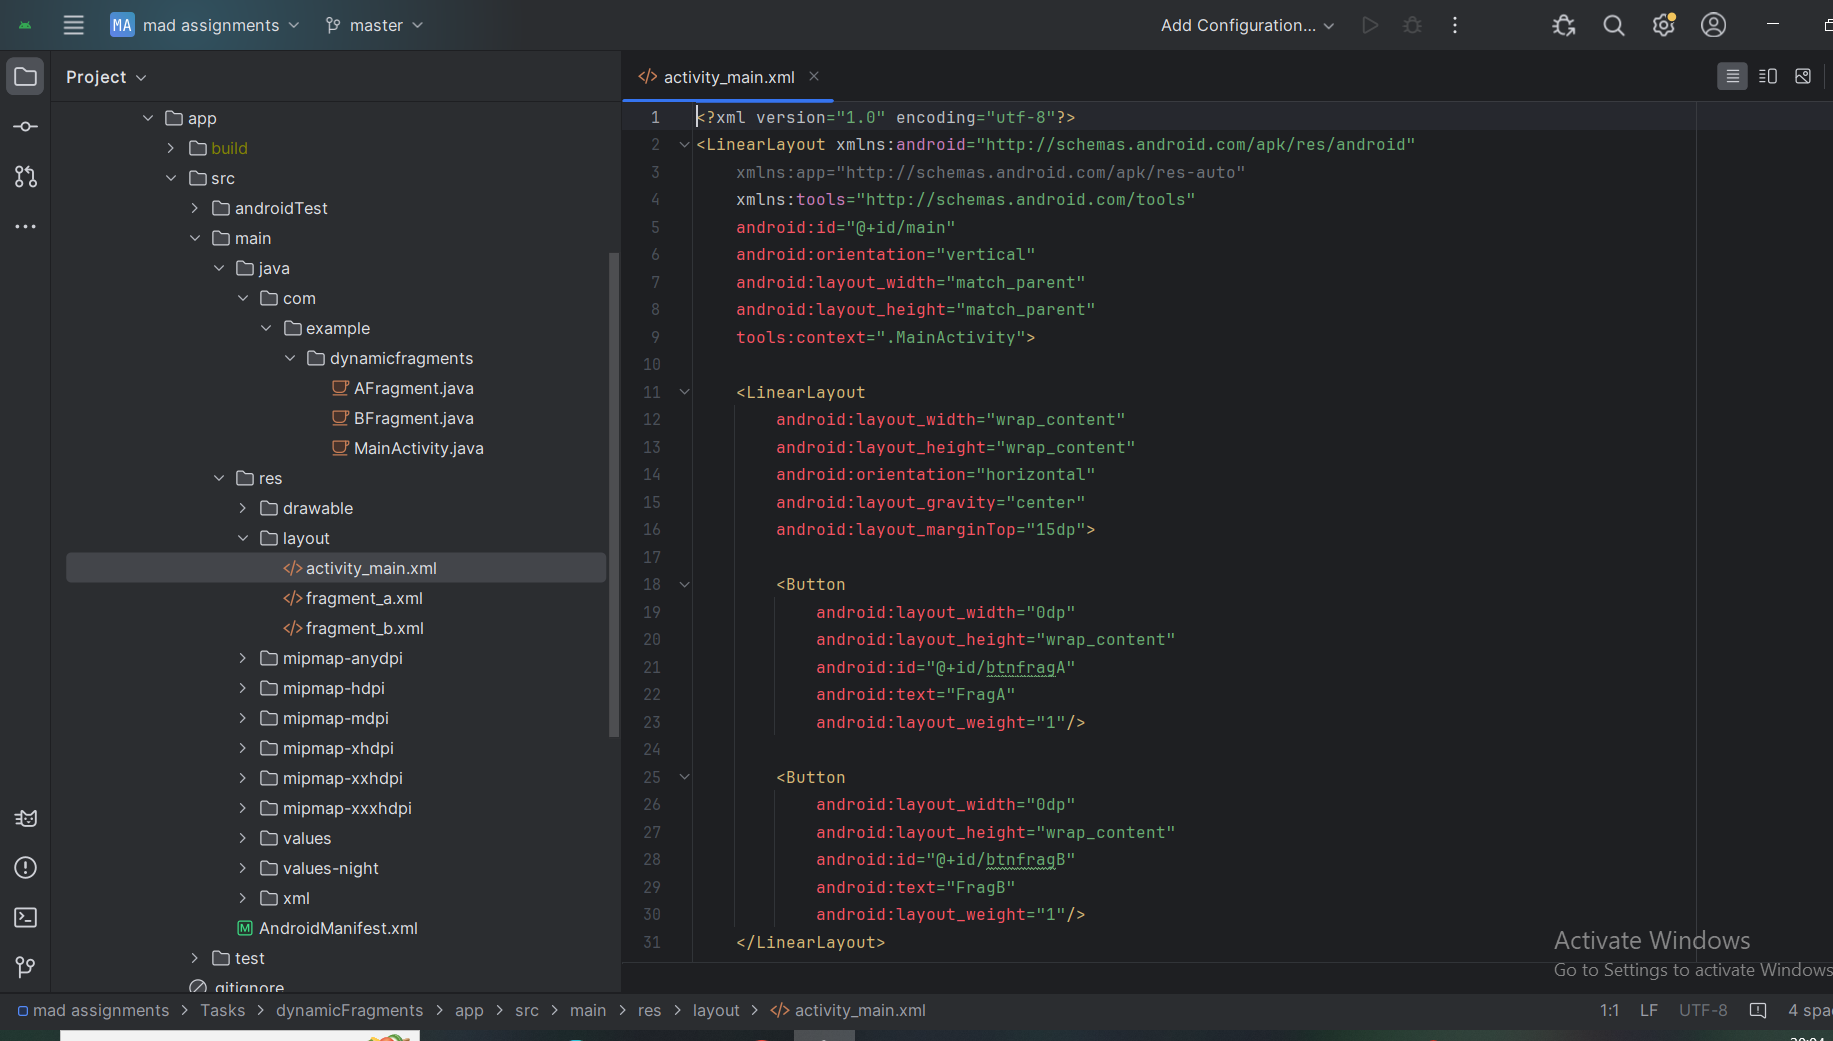 MA mad assignments master Add Configuration...
Project
activity_main.xml
app
build
src
androidTest
main
java
com
example
dynamicfragments
AFragment.java
BFragment.java
MainActivity.java
res
drawable
layout
activity_main.xml
fragment_a.xml
fragment_b.xml
mipmap-anydpi
mipmap-hdpi
mipmap-mdpi
mipmap-xhdpi
mipmap-xxhdpi
mipmap-xxxhdpi
values
values-night
xml
AndroidManifest.xml
test
.gitignore
1 <?xml version="1.0" encoding="utf-8"?>
2 <LinearLayout xmlns:android="http://schemas.android.com/apk/res/android"
3 xmlns:app="http://schemas.android.com/apk/res-auto"
4 xmlns:tools="http://schemas.android.com/tools"
5 android:id="@+id/main"
6 android:orientation="vertical"
7 android:layout_width="match_parent"
8 android:layout_height="match_parent"
9 tools:context=".MainActivity">
10
11 <LinearLayout
12 android:layout_width="wrap_content"
13 android:layout_height="wrap_content"
14 android:orientation="horizontal"
15 android:layout_gravity="center"
16 android:layout_marginTop="15dp">
17
18 <Button
19 android:layout_width="0dp"
20 android:layout_height="wrap_content"
21 android:id="@+id/btnfragA"
22 android:text="FragA"
23 android:layout_weight="1"/>
24
25 <Button
26 android:layout_width="0dp"
27 android:layout_height="wrap_content"
28 android:id="@+id/btnfragB"
29 android:text="FragB"
30 android:layout_weight="1"/>
31 </LinearLayout>
Activate Windows
Go to Settings to activate Windows
mad assignments > Tasks > dynamicFragments > app > src > main > res > layout > activity_main.xml 1:1 LF UTF-8 4 spa